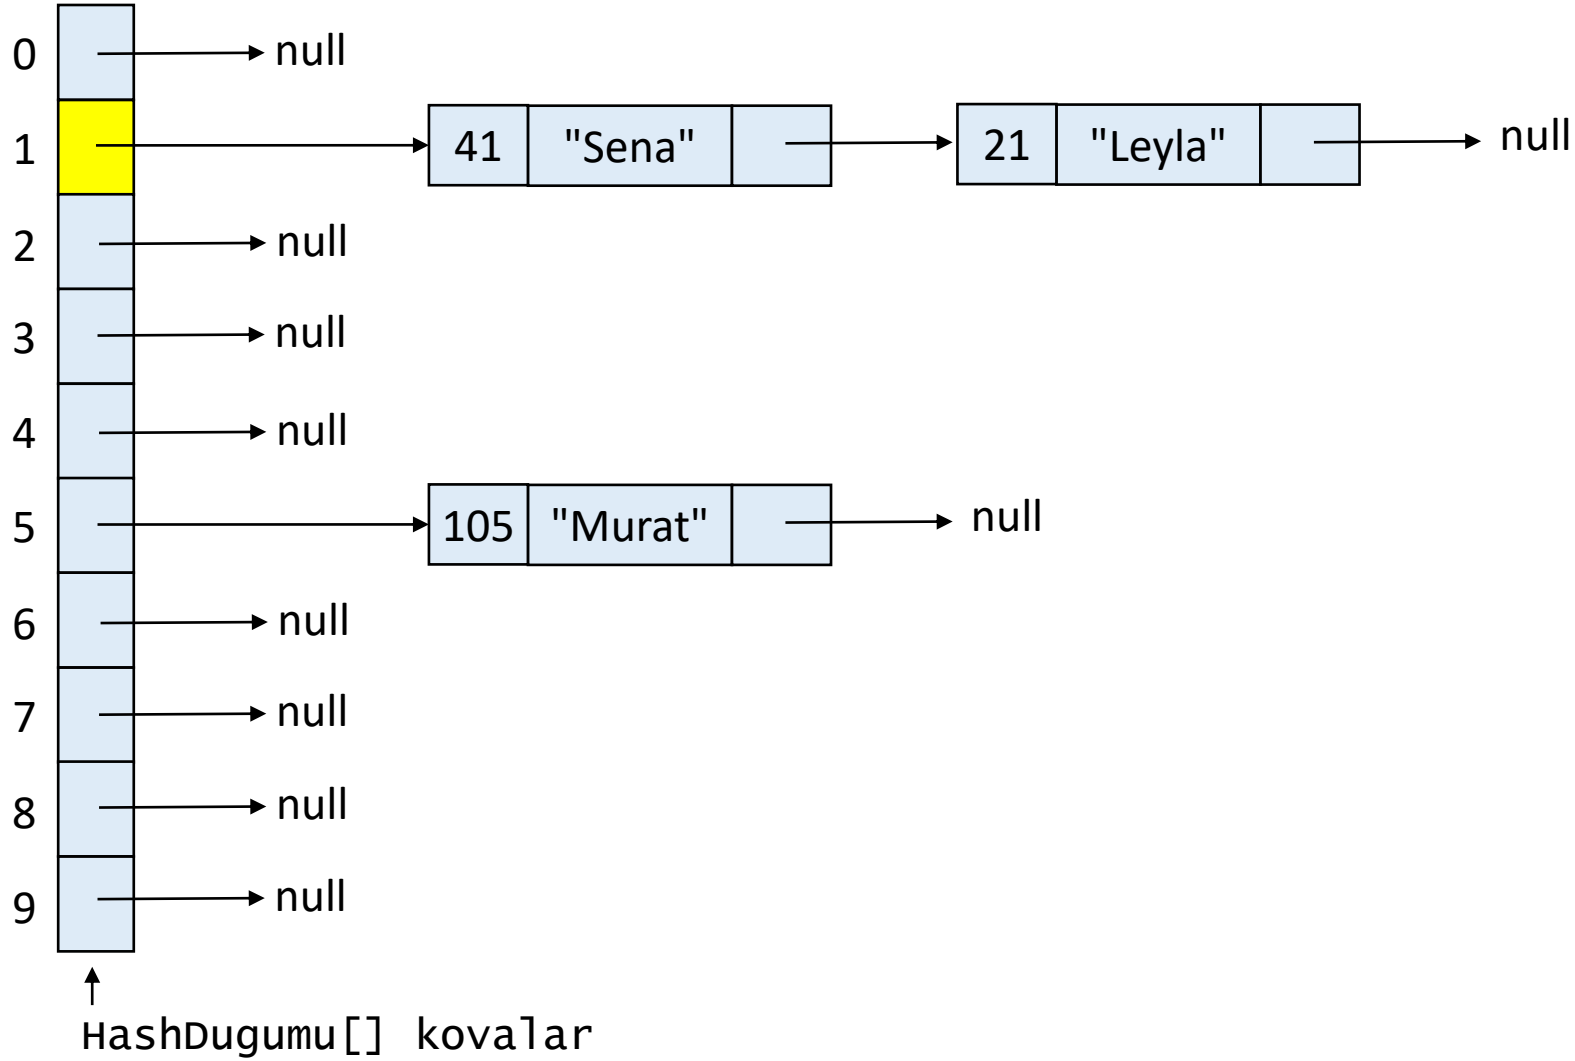 0 null
1 41 "Sena" 21 "Leyla" null
2 null
3 null
4 null
5 105 "Murat" null
6 null
7 null
8 null
9 null
HashDugumu[] kovalar